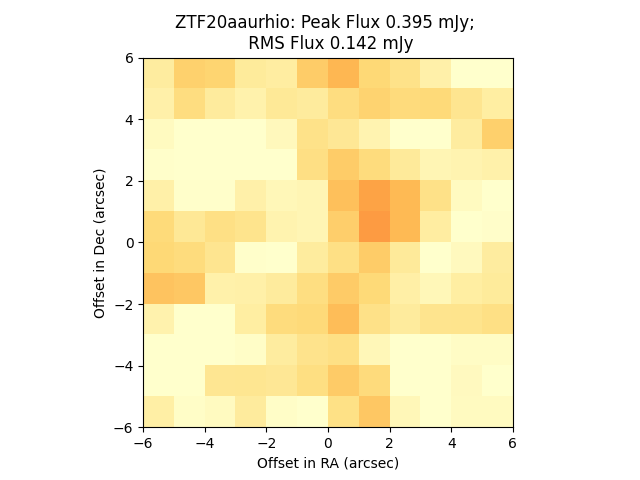 ZTF20aaurhio: Peak Flux 0.395 mJy;
RMS Flux 0.142 mJy
6
4
2
0
−2
−4
−6
Offset in Dec (arcsec)
−6 −4 −2 0 2 4 6
Offset in RA (arcsec)